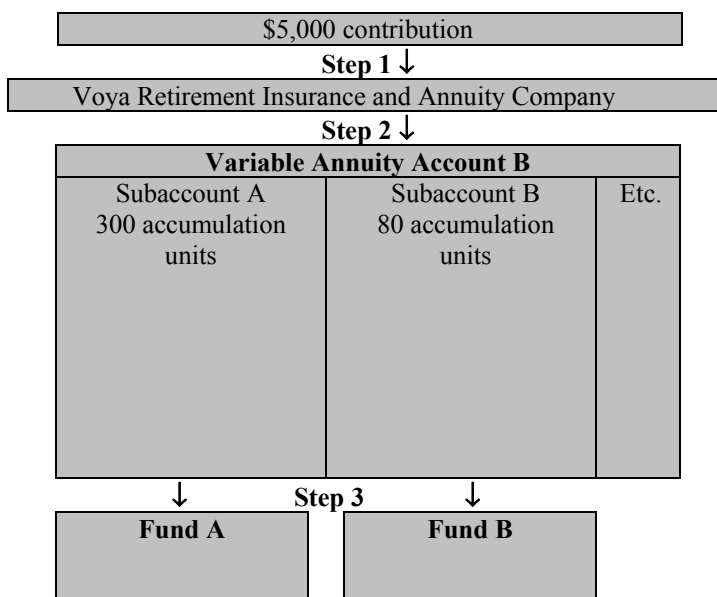 $5,000 contribution
Step 1 ↓
Voya Retirement Insurance and Annuity Company
Step 2 ↓
Variable Annuity Account B
Subaccount A
300 accumulation
units
Subaccount B
80 accumulation
units
Etc.
↓ Step 3 ↓
Fund A
Fund B